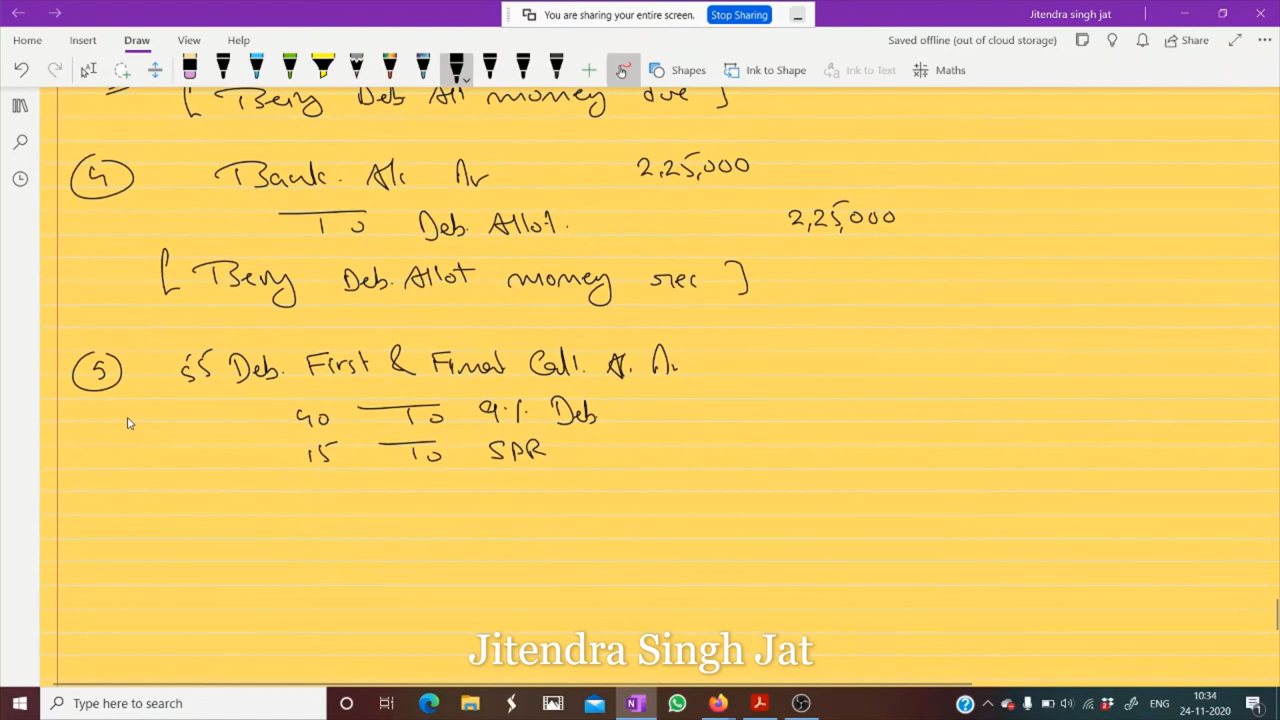 You are sharing your entire screen. Stop Sharing
Jitendra singh jat
Home Insert Draw View Help
Saved offline (out of cloud storage)
Share
Shapes Ink to Shape Ink to Text Maths
[ Being Deb All money due ]
4 Bank. A/c Dr 2,25,000
To Deb. Allot. 2,25,000
[ Being Deb. Allot money rec ]
5 55 Deb. First & Final Call. A. Dr
40 To 9.% Deb
15 To SPR
Jitendra Singh Jat
Type here to search
ENG
10:34
24-11-2020
1